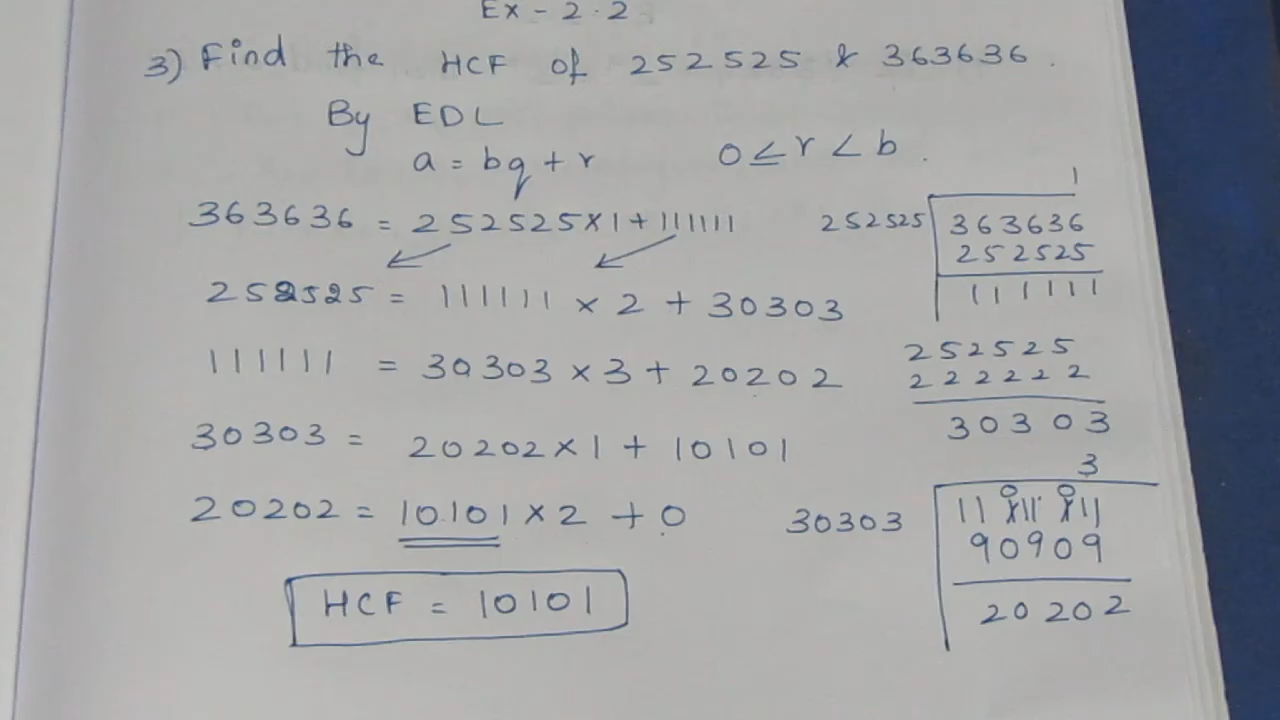 Ex - 2.2
3) Find the HCF of 252525 & 363636.
By EDL
a = bq + r 0 ≤ r < b.
363636 = 252525 × 1 + 111111
252525 = 111111 × 2 + 30303
111111 = 30303 × 3 + 20202
30303 = 20202 × 1 + 10101
20202 = 10101 × 2 + 0
HCF = 10101
1
252525 363636
252525
111111
252525
222222
30303
3
30303 111111
90909
20202